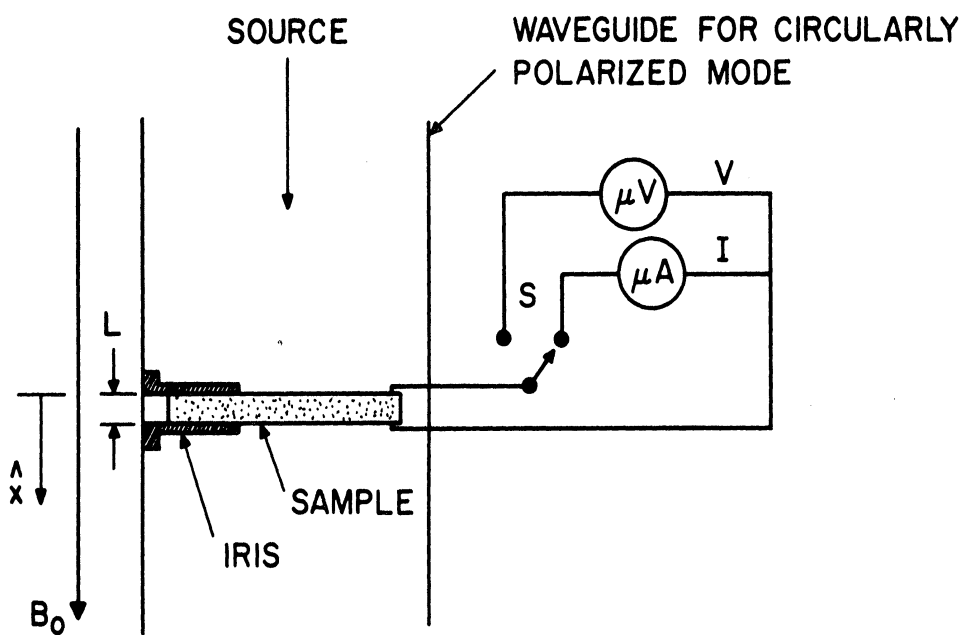 SOURCE
WAVEGUIDE FOR CIRCULARLY
POLARIZED MODE
μV
V
μA
I
S
L
x̂
SAMPLE
IRIS
B₀